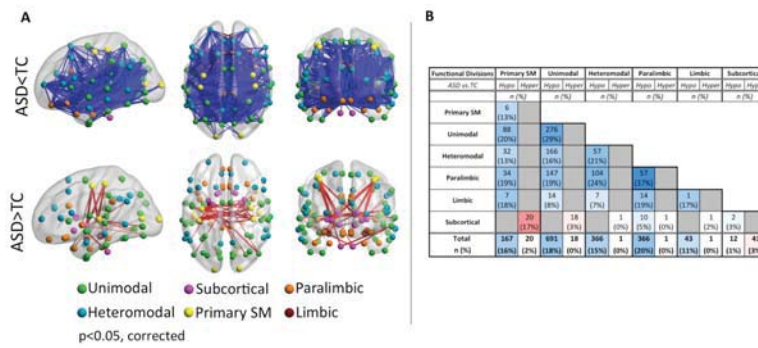 A
ASD<TC
ASD>TC
Unimodal Subcortical Paralimbic
Heteromodal Primary SM Limbic
p<0.05, corrected
B
Functional Divisions Primary SM Unimodal Heteromodal Paralimbic Limbic Subcortic
ASD vs. TC Hypo Hyper Hypo Hyper Hypo Hyper Hypo Hyper Hypo Hyper Hypo Hyper
n (%) n (%) n (%) n (%) n (%) n (%)
Primary SM 6
(13%)
Unimodal 88 276
(20%) (29%)
Heteromodal 32 166 57
(13%) (16%) (21%)
Paralimbic 34 147 104 57
(19%) (19%) (24%) (37%)
Limbic 7 14 7 14 1
(18%) (8%) (7%) (19%) (17%)
Subcortical 20 18 1 10 1 1 2
(17%) (3%) (0%) (5%) (0%) (2%) (3%)
Total 167 20 691 18 366 1 366 1 43 1 12
n (%) (16%) (2%) (18%) (0%) (15%) (0%) (20%) (0%) (11%) (0%) (1%)